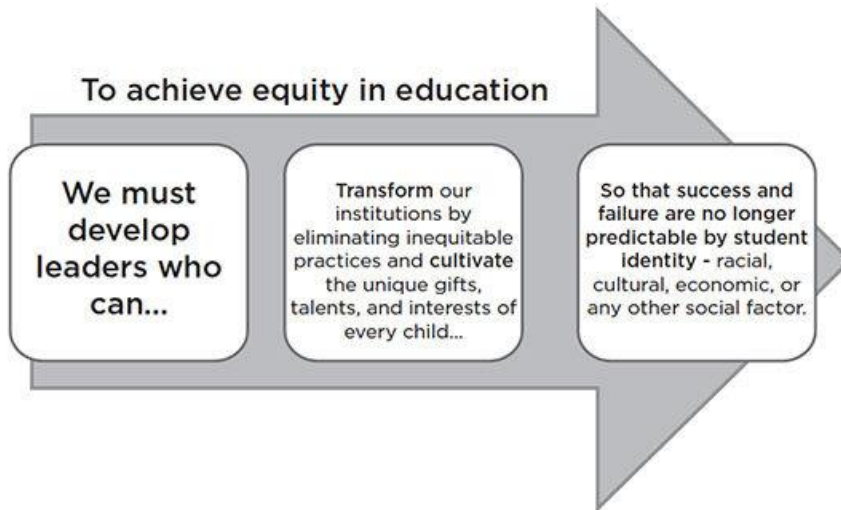 To achieve equity in education
We must
develop
leaders who
can...
Transform our
institutions by
eliminating inequitable
practices and cultivate
the unique gifts,
talents, and interests of
every child...
So that success and
failure are no longer
predictable by student
identity - racial,
cultural, economic, or
any other social factor.